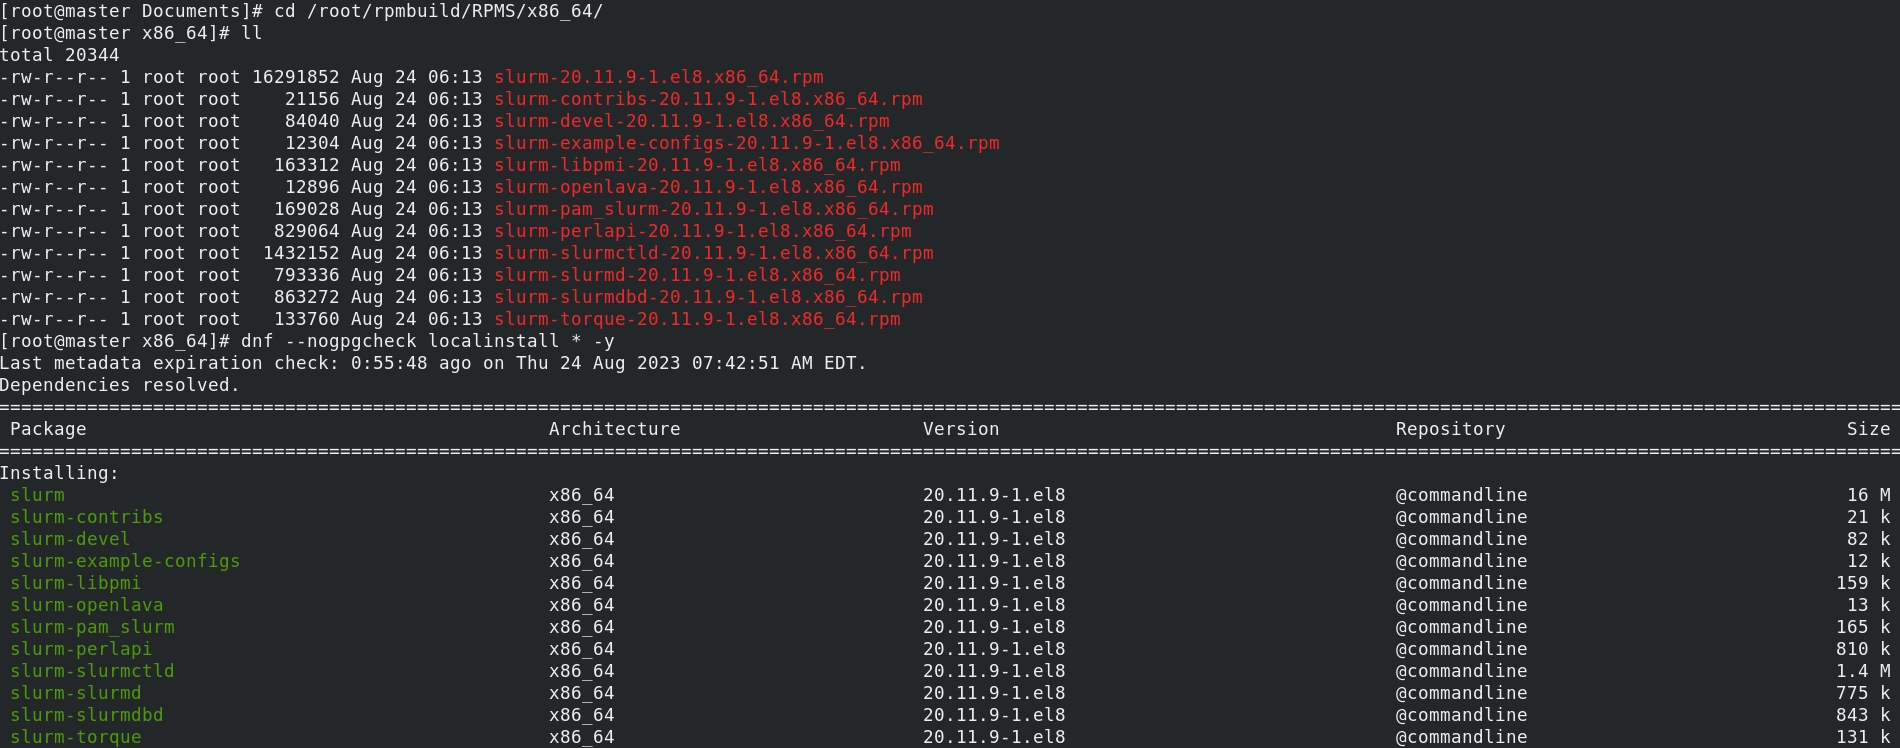 [root@master Documents]# cd /root/rpmbuild/RPMS/x86_64/
[root@master x86_64]# ll
total 20344
-rw-r--r-- 1 root root 16291852 Aug 24 06:13 slurm-20.11.9-1.el8.x86_64.rpm
-rw-r--r-- 1 root root    21156 Aug 24 06:13 slurm-contribs-20.11.9-1.el8.x86_64.rpm
-rw-r--r-- 1 root root    84040 Aug 24 06:13 slurm-devel-20.11.9-1.el8.x86_64.rpm
-rw-r--r-- 1 root root    12304 Aug 24 06:13 slurm-example-configs-20.11.9-1.el8.x86_64.rpm
-rw-r--r-- 1 root root   163312 Aug 24 06:13 slurm-libpmi-20.11.9-1.el8.x86_64.rpm
-rw-r--r-- 1 root root    12896 Aug 24 06:13 slurm-openlava-20.11.9-1.el8.x86_64.rpm
-rw-r--r-- 1 root root   169028 Aug 24 06:13 slurm-pam_slurm-20.11.9-1.el8.x86_64.rpm
-rw-r--r-- 1 root root   829064 Aug 24 06:13 slurm-perlapi-20.11.9-1.el8.x86_64.rpm
-rw-r--r-- 1 root root  1432152 Aug 24 06:13 slurm-slurmctld-20.11.9-1.el8.x86_64.rpm
-rw-r--r-- 1 root root   793336 Aug 24 06:13 slurm-slurmd-20.11.9-1.el8.x86_64.rpm
-rw-r--r-- 1 root root   863272 Aug 24 06:13 slurm-slurmdbd-20.11.9-1.el8.x86_64.rpm
-rw-r--r-- 1 root root   133760 Aug 24 06:13 slurm-torque-20.11.9-1.el8.x86_64.rpm
[root@master x86_64]# dnf --nogpgcheck localinstall * -y
Last metadata expiration check: 0:55:48 ago on Thu 24 Aug 2023 07:42:51 AM EDT.
Dependencies resolved.
Package Architecture Version Repository Size
Installing:
slurm x86_64 20.11.9-1.el8 @commandline 16 M
slurm-contribs x86_64 20.11.9-1.el8 @commandline 21 k
slurm-devel x86_64 20.11.9-1.el8 @commandline 82 k
slurm-example-configs x86_64 20.11.9-1.el8 @commandline 12 k
slurm-libpmi x86_64 20.11.9-1.el8 @commandline 159 k
slurm-openlava x86_64 20.11.9-1.el8 @commandline 13 k
slurm-pam_slurm x86_64 20.11.9-1.el8 @commandline 165 k
slurm-perlapi x86_64 20.11.9-1.el8 @commandline 810 k
slurm-slurmctld x86_64 20.11.9-1.el8 @commandline 1.4 M
slurm-slurmd x86_64 20.11.9-1.el8 @commandline 775 k
slurm-slurmdbd x86_64 20.11.9-1.el8 @commandline 843 k
slurm-torque x86_64 20.11.9-1.el8 @commandline 131 k